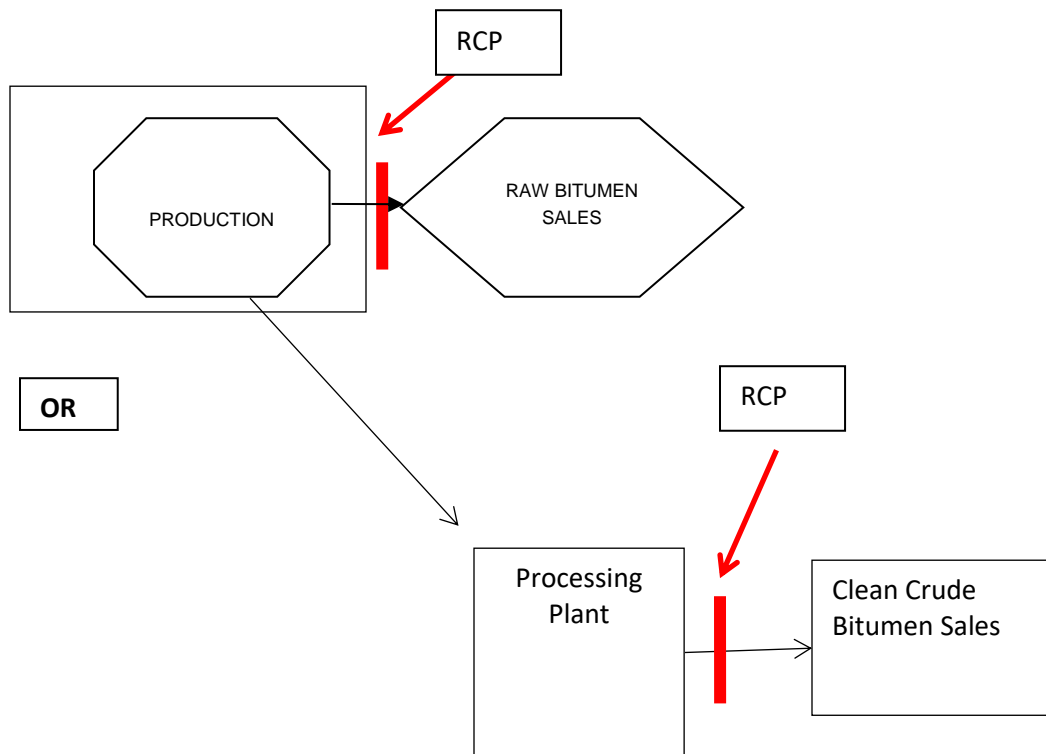 RCP
PRODUCTION
RAW BITUMEN
SALES
OR
RCP
Processing
Plant
Clean Crude
Bitumen Sales